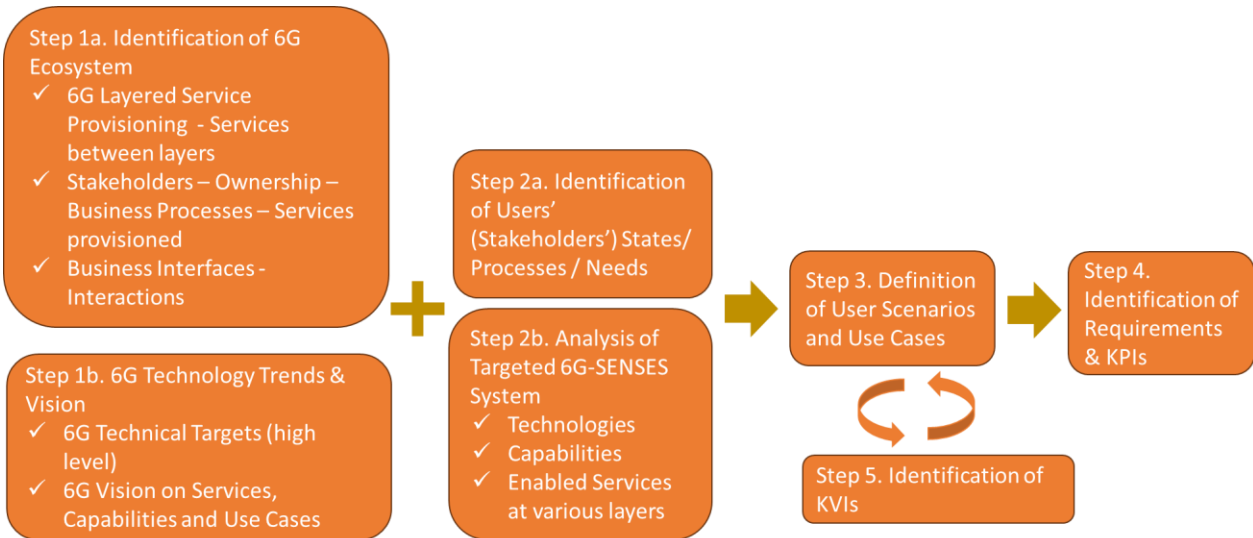 Step 1a. Identification of 6G
Ecosystem
✓ 6G Layered Service
Provisioning - Services
between layers
✓ Stakeholders – Ownership –
Business Processes – Services
provisioned
✓ Business Interfaces -
Interactions
Step 1b. 6G Technology Trends &
Vision
✓ 6G Technical Targets (high
level)
✓ 6G Vision on Services,
Capabilities and Use Cases
Step 2a. Identification
of Users’
(Stakeholders’) States/
Processes / Needs
Step 2b. Analysis of
Targeted 6G-SENSES
System
✓ Technologies
✓ Capabilities
✓ Enabled Services
at various layers
Step 3. Definition
of User Scenarios
and Use Cases
Step 4.
Identification of
Requirements
& KPIs
Step 5. Identification of
KVIs